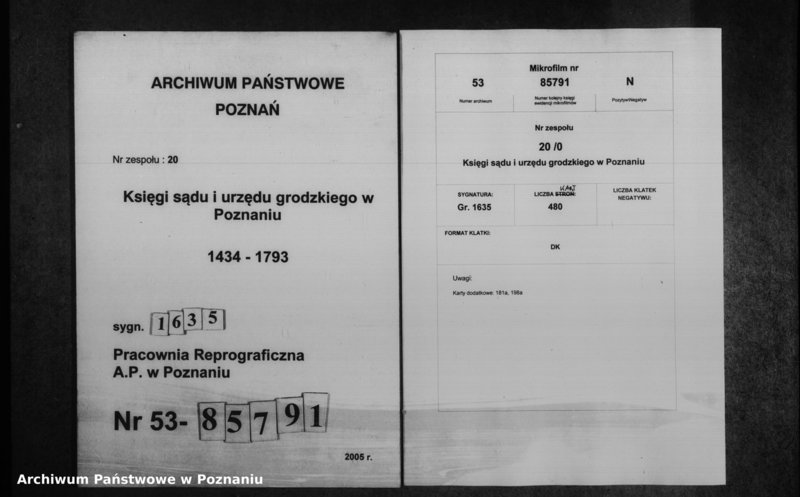 ARCHIWUM PAŃSTWOWE
POZNAŃ
Nr zespołu : 20
Księgi sądu i urzędu grodzkiego w
Poznaniu
1434 - 1793
sygn. 1635
Pracownia Reprograficzna
A.P. w Poznaniu
Nr 53- 85791
2005 r.
Mikrofilm nr
53 85791 N
Numer archiwum Numer kolejny księgi ewidencji mikrofilmów Pozytyw/Negatyw
Nr zespołu
20 /0
Księgi sądu i urzędu grodzkiego w Poznaniu
SYGNATURA: LICZBA STRON: LICZBA KLATEK
NEGATYWU:
Gr. 1635 480
FORMAT KLATKI:
DK
Uwagi:
Karty dodatkowe: 181a, 198a
Archiwum Państwowe w Poznaniu